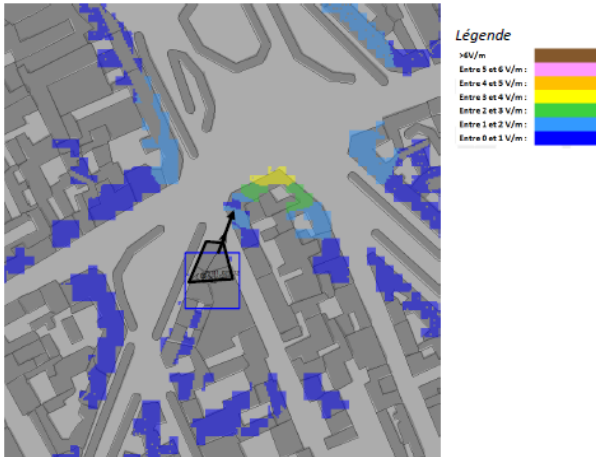 Légende
>6V/m
Entre 5 et 6 V/m :
Entre 4 et 5 V/m :
Entre 3 et 4 V/m :
Entre 2 et 3 V/m :
Entre 1 et 2 V/m :
Entre 0 et 1 V/m :